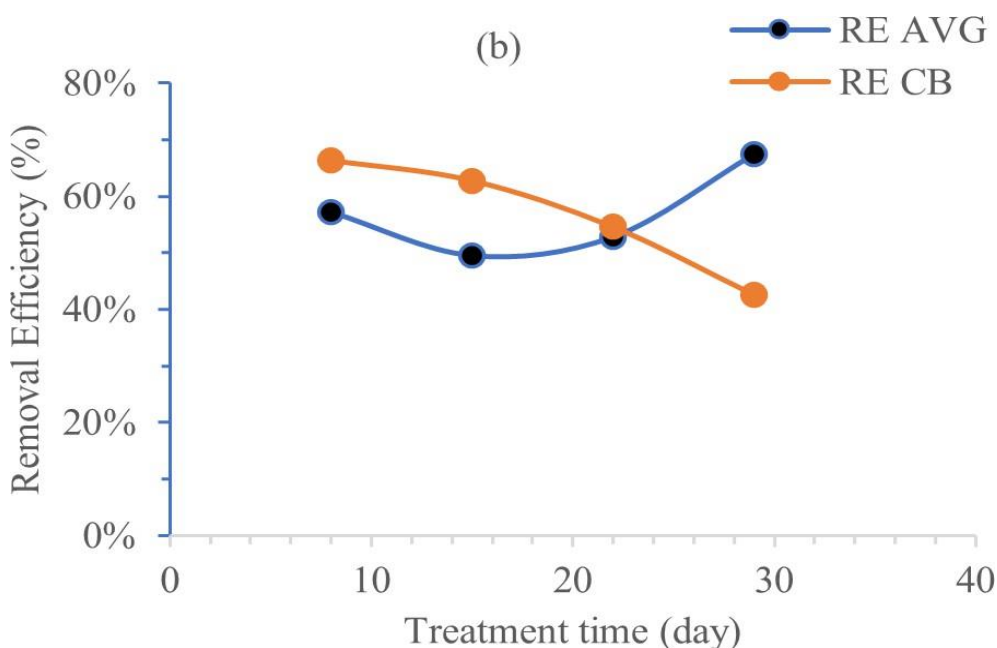 (b)
RE AVG
RE CB
80%
60%
40%
20%
0%
Removal Efficiency (%)
0 10 20 30 40
Treatment time (day)